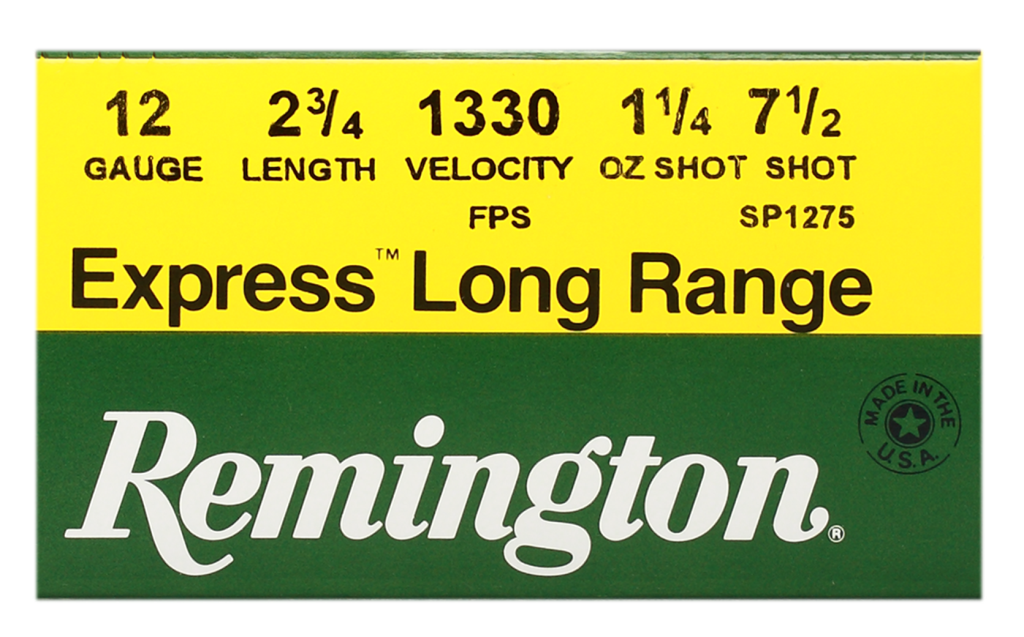 12 2¾ 1330 1¼ 7½
GAUGE LENGTH VELOCITY OZ SHOT SHOT
FPS SP1275
Express™ Long Range
MADE IN THE
U.S.A.
Remington®